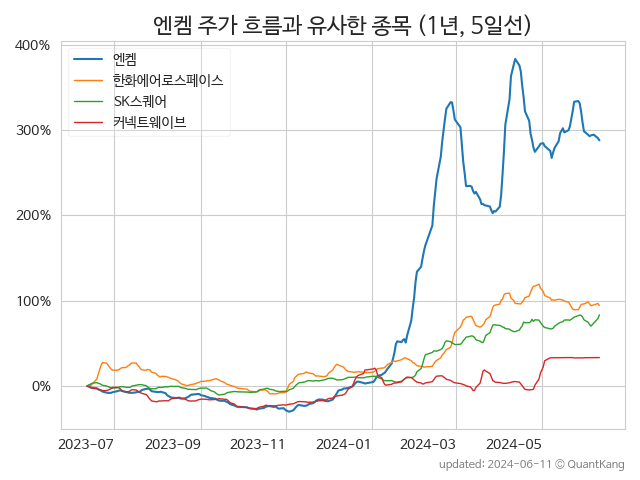 엔켐 주가 흐름과 유사한 종목 (1년, 5일선)
400%
300%
200%
100%
0%
엔켐
한화에어로스페이스
SK스퀘어
커넥트웨이브
2023-07 2023-09 2023-11 2024-01 2024-03 2024-05
updated: 2024-06-11 © QuantKang